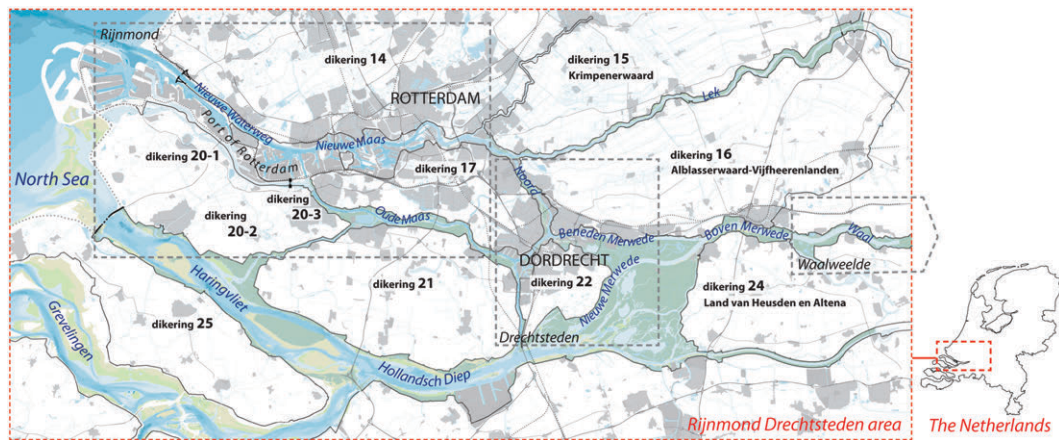 Rijnmond
dikering 14
dikering 15
Krimpenerwaard
ROTTERDAM
Lek
Nieuwe Waterweg
Port of Rotterdam
Nieuwe Maas
dikering 20-1
dikering 17
dikering 16
Alblasserwaard-Vijfheerenlanden
North Sea
dikering
20-3
Noord
dikering
20-2
Oude Maas
Beneden Merwede
Boven Merwede
Waal
DORDRECHT
Waalweelde
Haringvliet
dikering 21
dikering 22
Nieuwe Merwede
dikering 24
Land van Heusden en Altena
Grevelingen
dikering 25
Drechtsteden
Hollandsch Diep
Rijnmond Drechtsteden area
The Netherlands